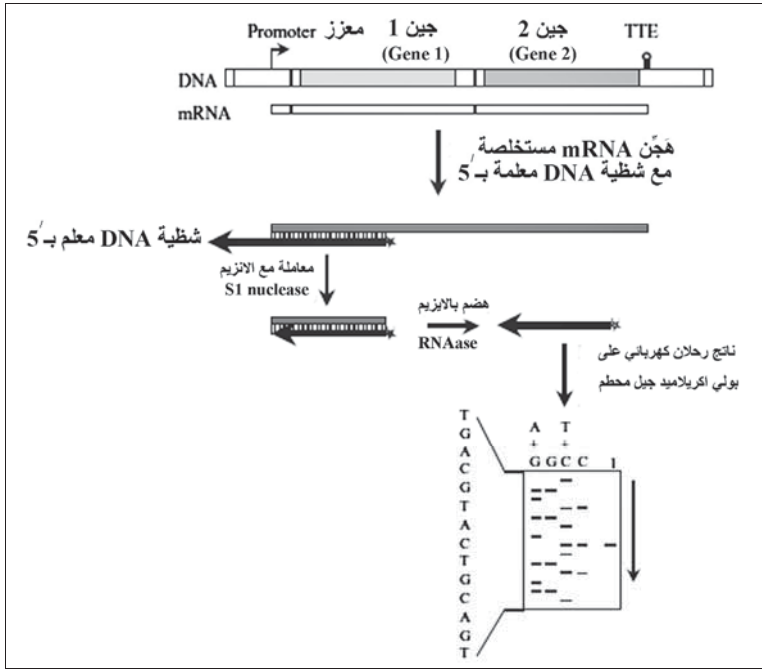 Promoter معزز
جين 1
(Gene 1)
جين 2
(Gene 2)
TTE
DNA
mRNA
هَجِّن mRNA مستخلصة
مع شظية DNA معلمة بـ 5′
شظية DNA معلم بـ 5′
معاملة مع الانزيم
S1 nuclease
هضم بالايزيم
RNAase
ناتج رحلان كهربائي على
بولي اكريلاميد جيل محطم
A
+
G
G
T
+
C
C
1
T
G
A
C
G
T
A
C
T
G
C
A
G
T